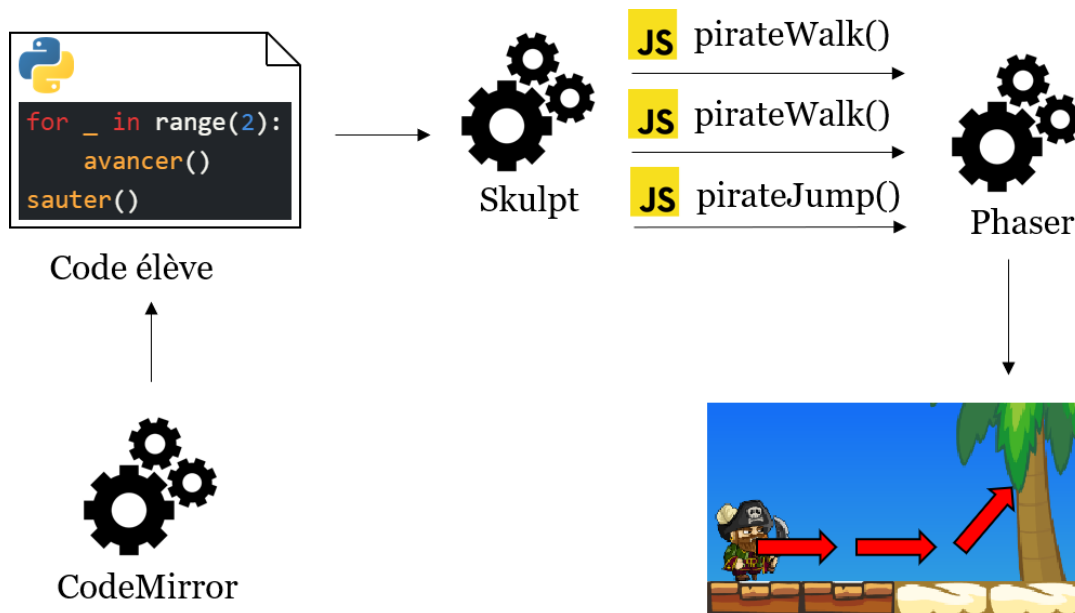 for _ in range(2):
    avancer()
sauter()
Code élève
CodeMirror
Skulpt
JS pirateWalk()
JS pirateWalk()
JS pirateJump()
Phaser